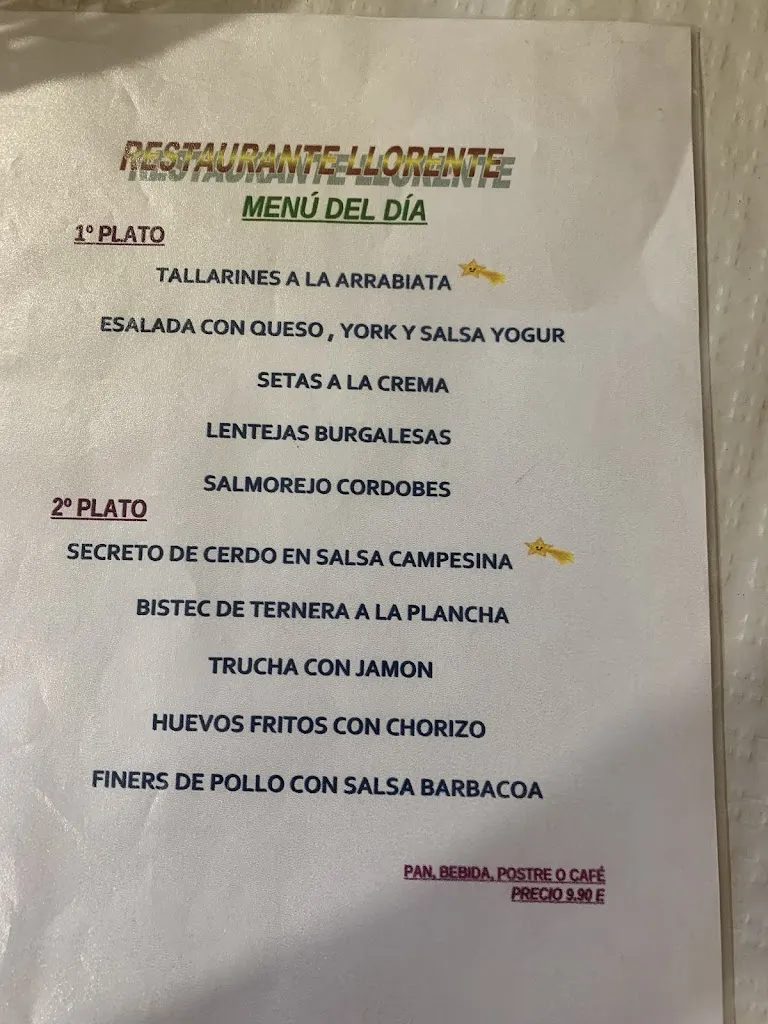 RESTAURANTE LLORENTE
MENÚ DEL DÍA
1º PLATO
TALLARINES A LA ARRABIATA
ESALADA CON QUESO , YORK Y SALSA YOGUR
SETAS A LA CREMA
LENTEJAS BURGALESAS
SALMOREJO CORDOBES
2º PLATO
SECRETO DE CERDO EN SALSA CAMPESINA
BISTEC DE TERNERA A LA PLANCHA
TRUCHA CON JAMON
HUEVOS FRITOS CON CHORIZO
FINERS DE POLLO CON SALSA BARBACOA
PAN, BEBIDA, POSTRE O CAFÉ
PRECIO 9.90 E